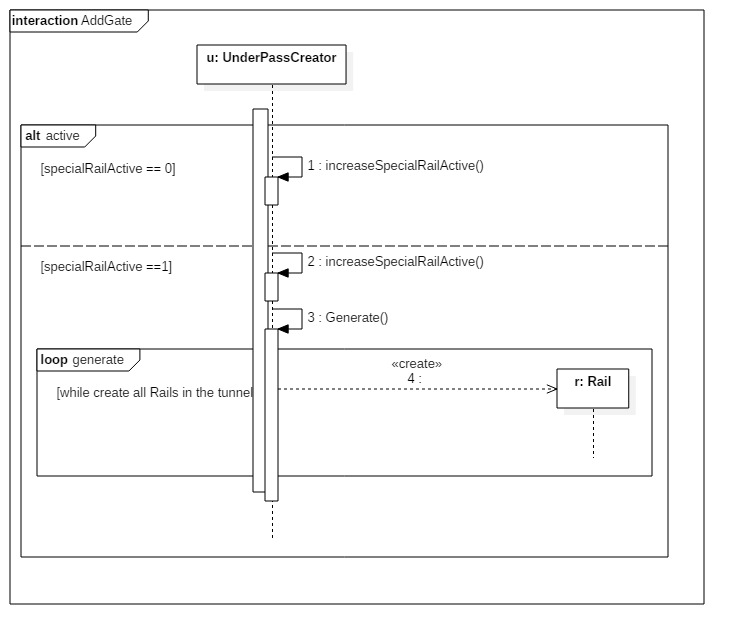 interaction AddGate
u: UnderPassCreator
alt active
[specialRailActive == 0]
1 : increaseSpecialRailActive()
[specialRailActive ==1]
2 : increaseSpecialRailActive()
3 : Generate()
loop generate
«create»
4 :
r: Rail
[while create all Rails in the tunnel